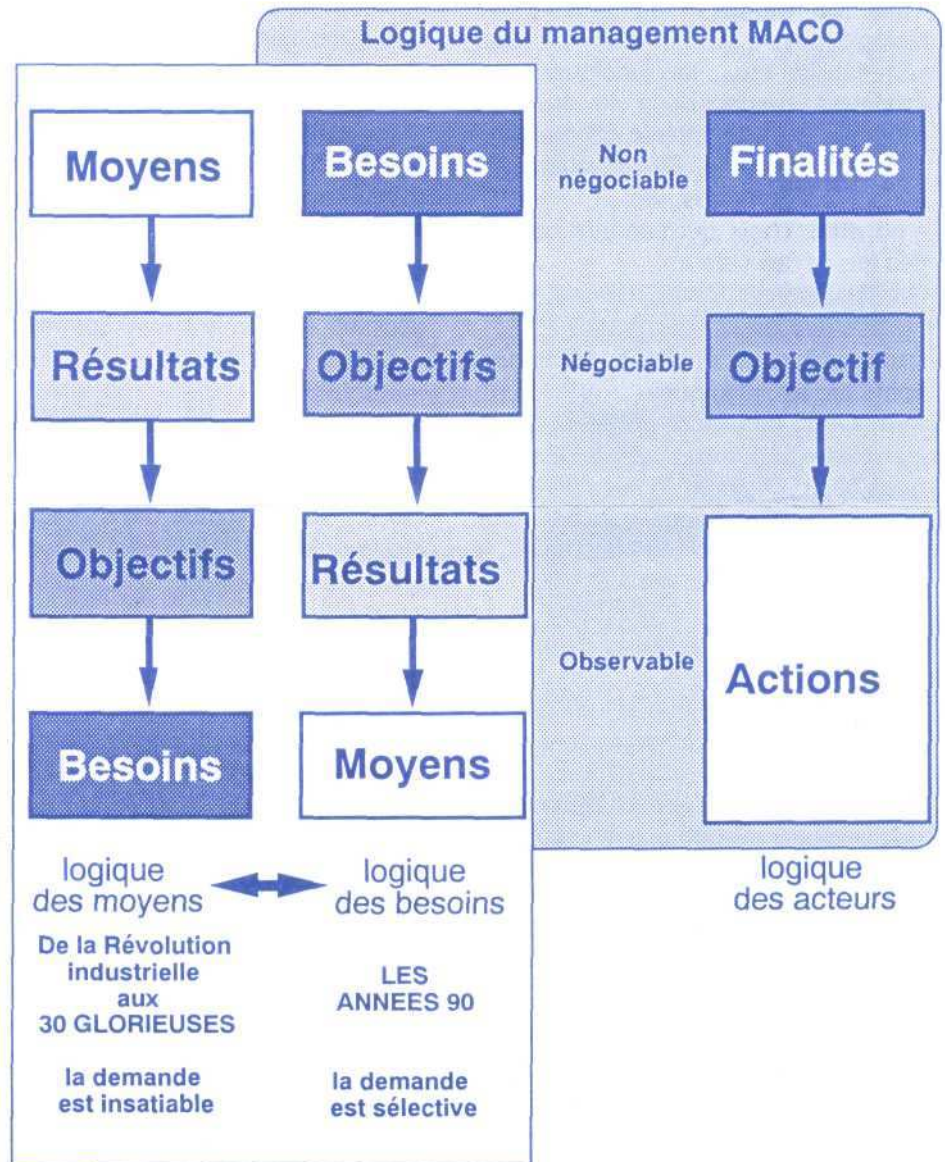 Logique du management MACO
Moyens
Besoins
Non
négociable
Finalités
Résultats
Objectifs
Négociable
Objectif
Objectifs
Résultats
Observable
Actions
Besoins
Moyens
logique
des moyens
logique
des besoins
logique
des acteurs
De la Révolution
industrielle
aux
30 GLORIEUSES
LES
ANNEES 90
la demande
est insatiable
la demande
est sélective